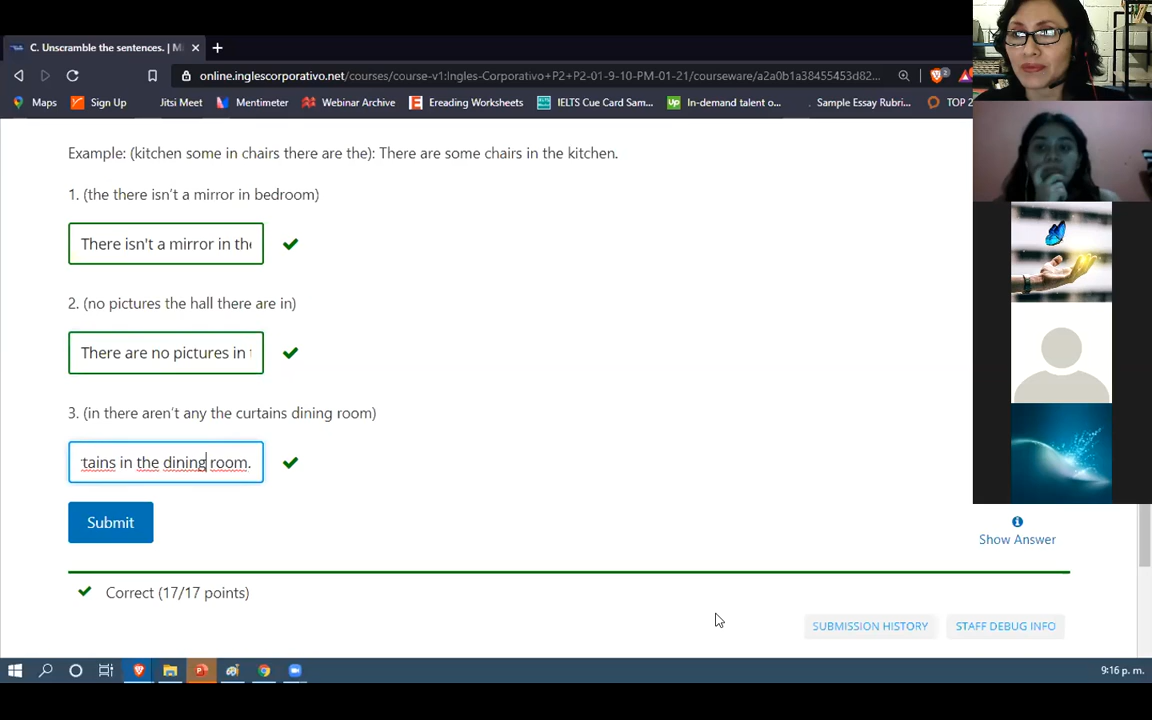 C. Unscramble the sentences. | M
online.inglescorporativo.net/courses/course-v1:Ingles-Corporativo+P2+P2-01-9-10-PM-01-21/courseware/a2a0b1a38455453d82...
2
Maps Sign Up Jitsi Meet Mentimeter Webinar Archive Ereading Worksheets IELTS Cue Card Sam... Up In-demand talent o... Sample Essay Rubri... TOP 2
Example: (kitchen some in chairs there are the): There are some chairs in the kitchen.
1. (the there isn't a mirror in bedroom)
There isn't a mirror in the
2. (no pictures the hall there are in)
There are no pictures in
3. (in there aren't any the curtains dining room)
tains in the dining room.
Submit
Show Answer
Correct (17/17 points)
SUBMISSION HISTORY STAFF DEBUG INFO
9:16 p. m.